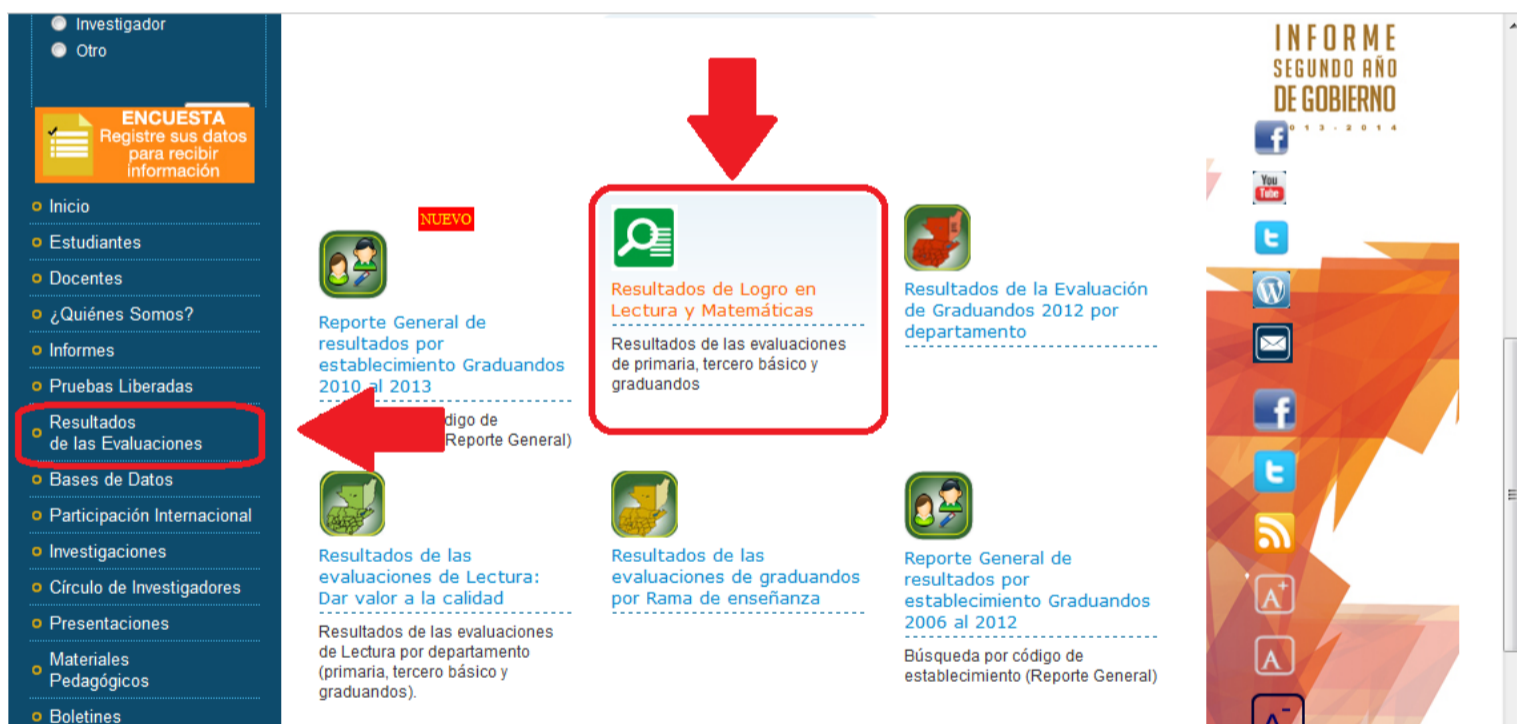 Investigador
Otro
ENCUESTA
Registre sus datos
para recibir
información
Inicio
Estudiantes
Docentes
¿Quiénes Somos?
Informes
Pruebas Liberadas
Resultados
de las Evaluaciones
Bases de Datos
Participación Internacional
Investigaciones
Círculo de Investigadores
Presentaciones
Materiales
Pedagógicos
Boletines
NUEVO
Reporte General de
resultados por
establecimiento Graduandos
2010 al 2013
digo de
Reporte General)
Resultados de Logro en
Lectura y Matemáticas
Resultados de las evaluaciones
de primaria, tercero básico y
graduandos
Resultados de la Evaluación
de Graduandos 2012 por
departamento
Resultados de las
evaluaciones de Lectura:
Dar valor a la calidad
Resultados de las evaluaciones
de Lectura por departamento
(primaria, tercero básico y
graduandos).
Resultados de las
evaluaciones de graduandos
por Rama de enseñanza
Reporte General de
resultados por
establecimiento Graduandos
2006 al 2012
Búsqueda por código de
establecimiento (Reporte General)
INFORME
SEGUNDO AÑO
DE GOBIERNO
013-2014
You
Tube
A+
A
A-